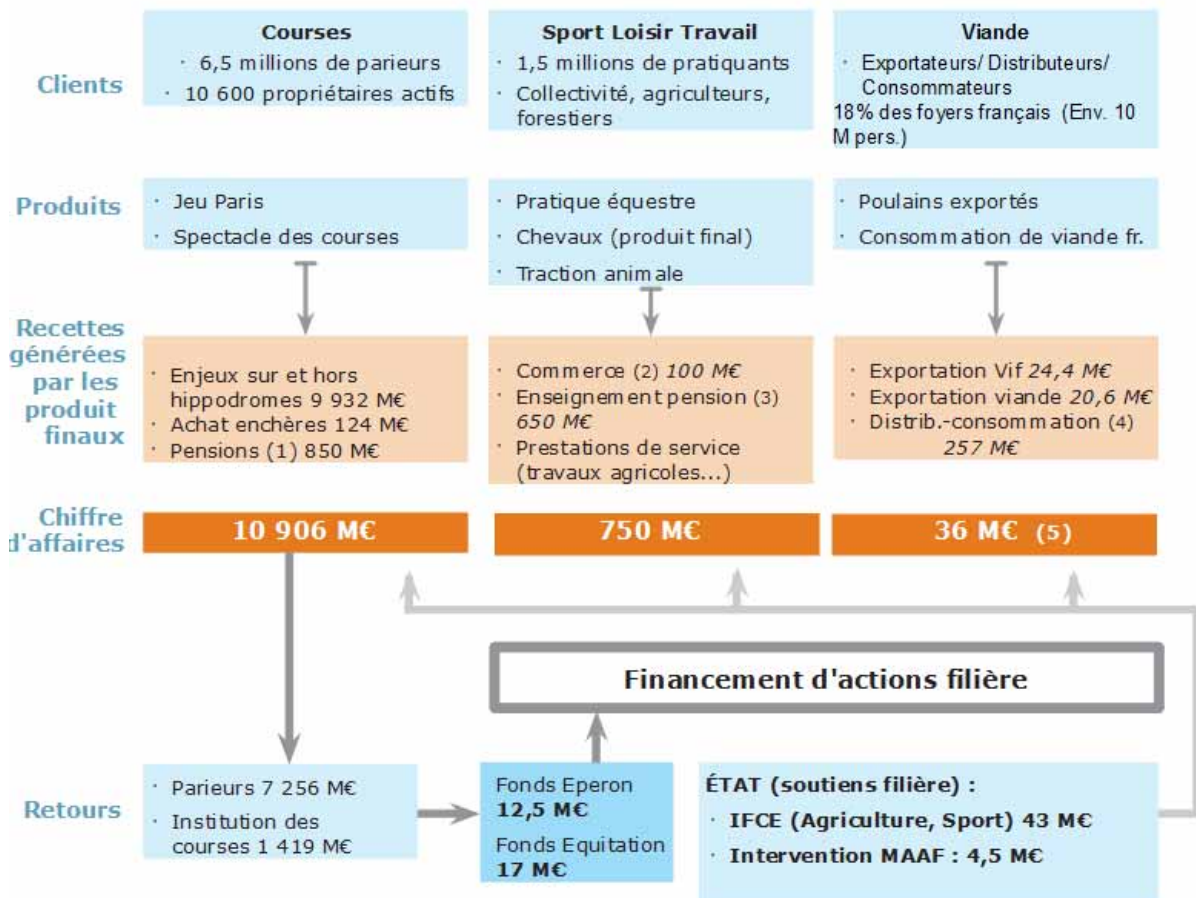 Clients
Courses
· 6,5 millions de parieurs
· 10 600 propriétaires actifs
Sport Loisir Travail
· 1,5 millions de pratiquants
· Collectivité, agriculteurs,
forestiers
Viande
· Exportateurs/ Distributeurs/
Consommateurs
18% des foyers français (Env. 10
M pers.)
Produits
· Jeu Paris
· Spectacle des courses
· Pratique équestre
· Chevaux (produit final)
· Traction animale
· Poulains exportés
· Consommation de viande fr.
Recettes
générées
par les
produit
finaux
· Enjeux sur et hors
hippodromes 9 932 M€
· Achat enchères 124 M€
· Pensions (1) 850 M€
· Commerce (2) 100 M€
· Enseignement pension (3)
650 M€
· Prestations de service
(travaux agricoles...)
· Exportation Vif 24,4 M€
· Exportation viande 20,6 M€
· Distrib.-consommation (4)
257 M€
Chiffre
d'affaires
10 906 M€
750 M€
36 M€ (5)
Financement d'actions filière
Retours
· Parieurs 7 256 M€
· Institution des
courses 1 419 M€
Fonds Eperon
12,5 M€
Fonds Equitation
17 M€
ÉTAT (soutiens filière) :
· IFCE (Agriculture, Sport) 43 M€
· Intervention MAAF : 4,5 M€